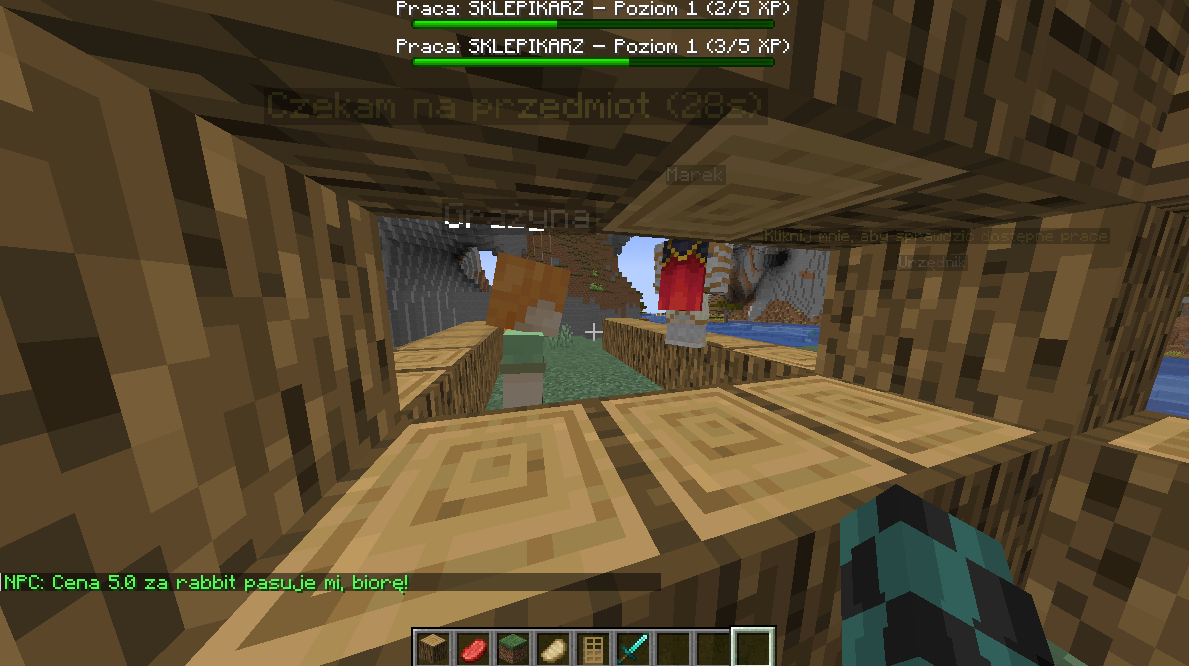 Praca: SKLEPIKARZ – Poziom 1 (2/5 XP)
Praca: SKLEPIKARZ – Poziom 1 (3/5 XP)
Czekam na przedmiot (28s)
Marek
Grażyna
Kliknij mnie, aby sprawdzić dostępne prace
Urzędnik
NPC: Cena 5.0 za rabbit pasuje mi, biorę!